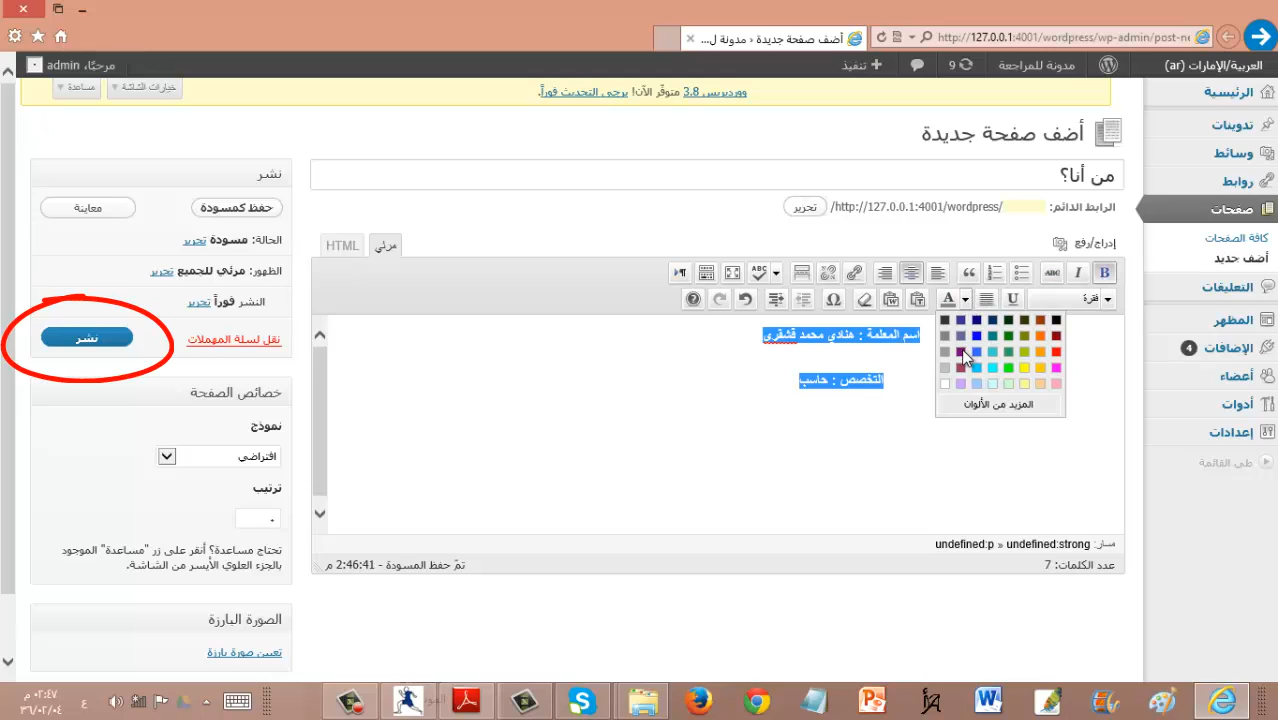 أضف صفحة جديدة ‹ مدونة ل...
http://127.0.0.1:4001/wordpress/wp-admin/post-ne
العربية/الإمارات (ar)
مدونة للمراجعة
9
تنفيذ
مرحبًا، admin
خيارات الشاشة
مساعدة
ووردبريس 3.8 متوفّر الآن! يرجى التحديث فوراً.
الرئيسية
تدوينات
وسائط
روابط
صفحات
كافة الصفحات
أضف جديد
التعليقات
المظهر
الإضافات 4
أعضاء
أدوات
إعدادات
طي القائمة
أضف صفحة جديدة
من أنا؟
الرابط الدائم: http://127.0.0.1:4001/wordpress/ / تحرير
إدراج/رفع
مرئي
HTML
فقرة
اسم المعلمة : هنادي محمد قشقري
التخصص : حاسب
المزيد من الألوان
مسار: undefined:p » undefined:strong
عدد الكلمات: 7
تمّ حفظ المسودة - 2:46:41 م
نشر
حفظ كمسودة
معاينة
الحالة: مسودة تحرير
الظهور: مرئي للجميع تحرير
النشر فوراً تحرير
نقل لسلة المهملات
نشر
خصائص الصفحة
نموذج
افتراضي
ترتيب
٠
تحتاج مساعدة؟ أنقر على زر "مساعدة" الموجود
بالجزء العلوي الأيسر من الشاشة.
الصورة البارزة
تعيين صورة بارزة
ع
٠٢:٤٧ م
٣٦/٠٢/٠٤